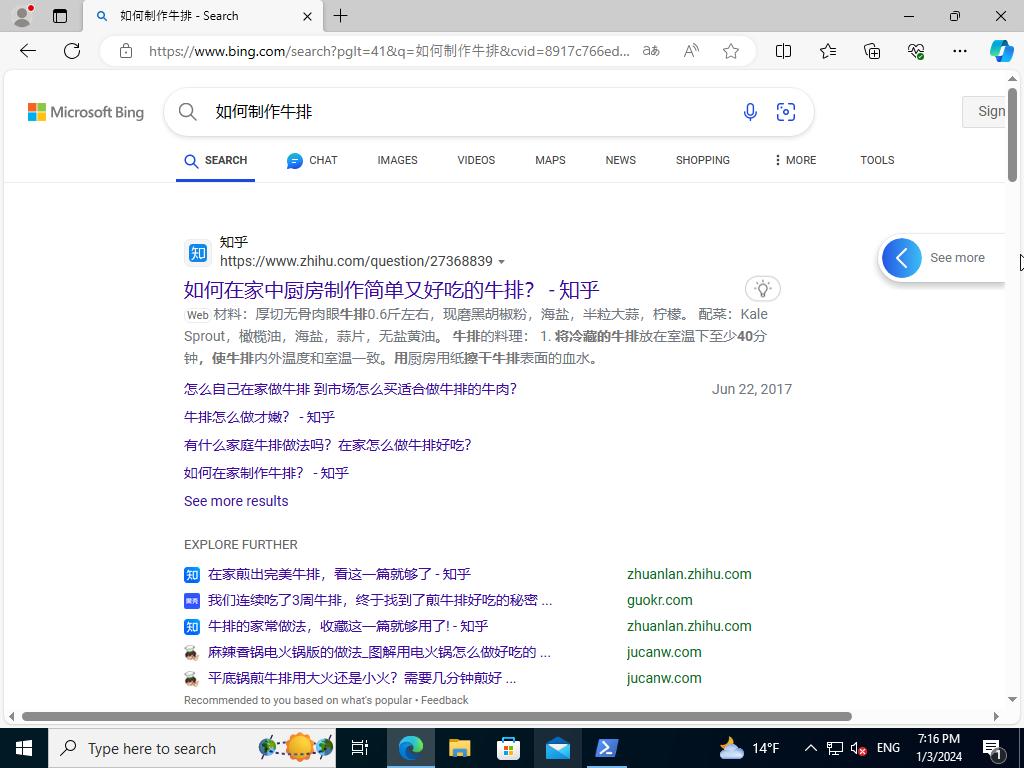 如何制作牛排 - Search
https://www.bing.com/search?pglt=41&q=如何制作牛排&cvid=8917c766ed...
Microsoft Bing
如何制作牛排
Sign
SEARCH
CHAT
IMAGES
VIDEOS
MAPS
NEWS
SHOPPING
MORE
TOOLS
知乎
https://www.zhihu.com/question/27368839
See more
如何在家中厨房制作简单又好吃的牛排? - 知乎
Web 材料：厚切无骨肉眼牛排0.6斤左右，现磨黑胡椒粉，海盐，半粒大蒜，柠檬。 配菜：Kale
Sprout，橄榄油，海盐，蒜片，无盐黄油。 牛排的料理： 1. 将冷藏的牛排放在室温下至少40分
钟，使牛排内外温度和室温一致。用厨房用纸擦干牛排表面的血水。
怎么自己在家做牛排 到市场怎么买适合做牛排的牛肉?
Jun 22, 2017
牛排怎么做才嫩？ - 知乎
有什么家庭牛排做法吗？在家怎么做牛排好吃?
如何在家制作牛排？ - 知乎
See more results
EXPLORE FURTHER
在家煎出完美牛排，看这一篇就够了 - 知乎
zhuanlan.zhihu.com
我们连续吃了3周牛排，终于找到了煎牛排好吃的秘密 ...
guokr.com
牛排的家常做法，收藏这一篇就够用了! - 知乎
zhuanlan.zhihu.com
麻辣香锅电火锅版的做法_图解用电火锅怎么做好吃的 ...
jucanw.com
平底锅煎牛排用大火还是小火？需要几分钟煎好 ...
jucanw.com
Recommended to you based on what's popular • Feedback
Type here to search
14°F
ENG
7:16 PM
1/3/2024
1